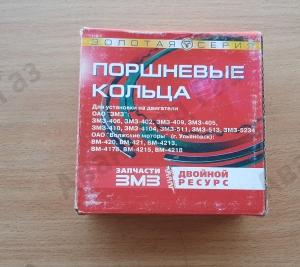 ЗОЛОТАЯ СЕРИЯ
ПОРШНЕВЫЕ
КОЛЬЦА
Для установки на двигатели
ОАО "ЗМЗ"
ЗМЗ-406, ЗМЗ-402, ЗМЗ-409, ЗМЗ-405,
ЗМЗ-410, ЗМЗ-4104, ЗМЗ-511, ЗМЗ-513, ЗМЗ-5234
ОАО "Волжские моторы" (г. Ульяновск):
ВМ-420, ВМ-421, ВМ-4213,
ВМ-4178, ВМ-4215, ВМ-4218
ЗАПЧАСТИ
ЗМЗ
ДВОЙНОЙ
РЕСУРС